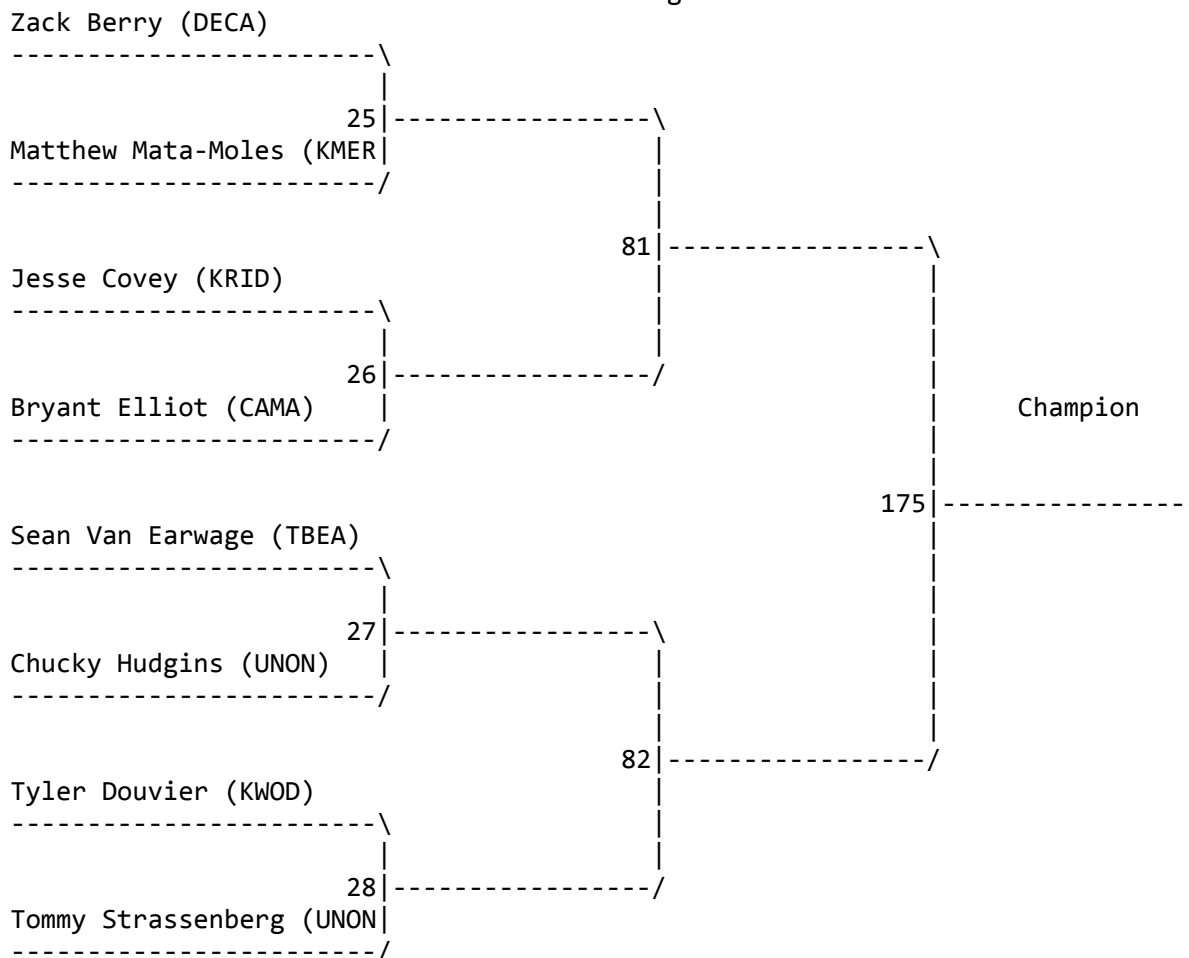 Zack Berry (DECA)
------------------------\
|
25|-----------------\
Matthew Mata-Moles (KMER| |
------------------------/ |
|
81|-----------------\
Jesse Covey (KRID) | |
------------------------\ | |
| | |
26|-----------------/ |
Bryant Elliot (CAMA) | | Champion
------------------------/ |
|
175|----------------
Sean Van Earwage (TBEA) |
------------------------\ |
| |
27|-----------------\ |
Chucky Hudgins (UNON) | | |
------------------------/ | |
| |
82|-----------------/
Tyler Douvier (KWOD) |
------------------------\ |
| |
28|-----------------/
Tommy Strassenberg (UNON|
------------------------/